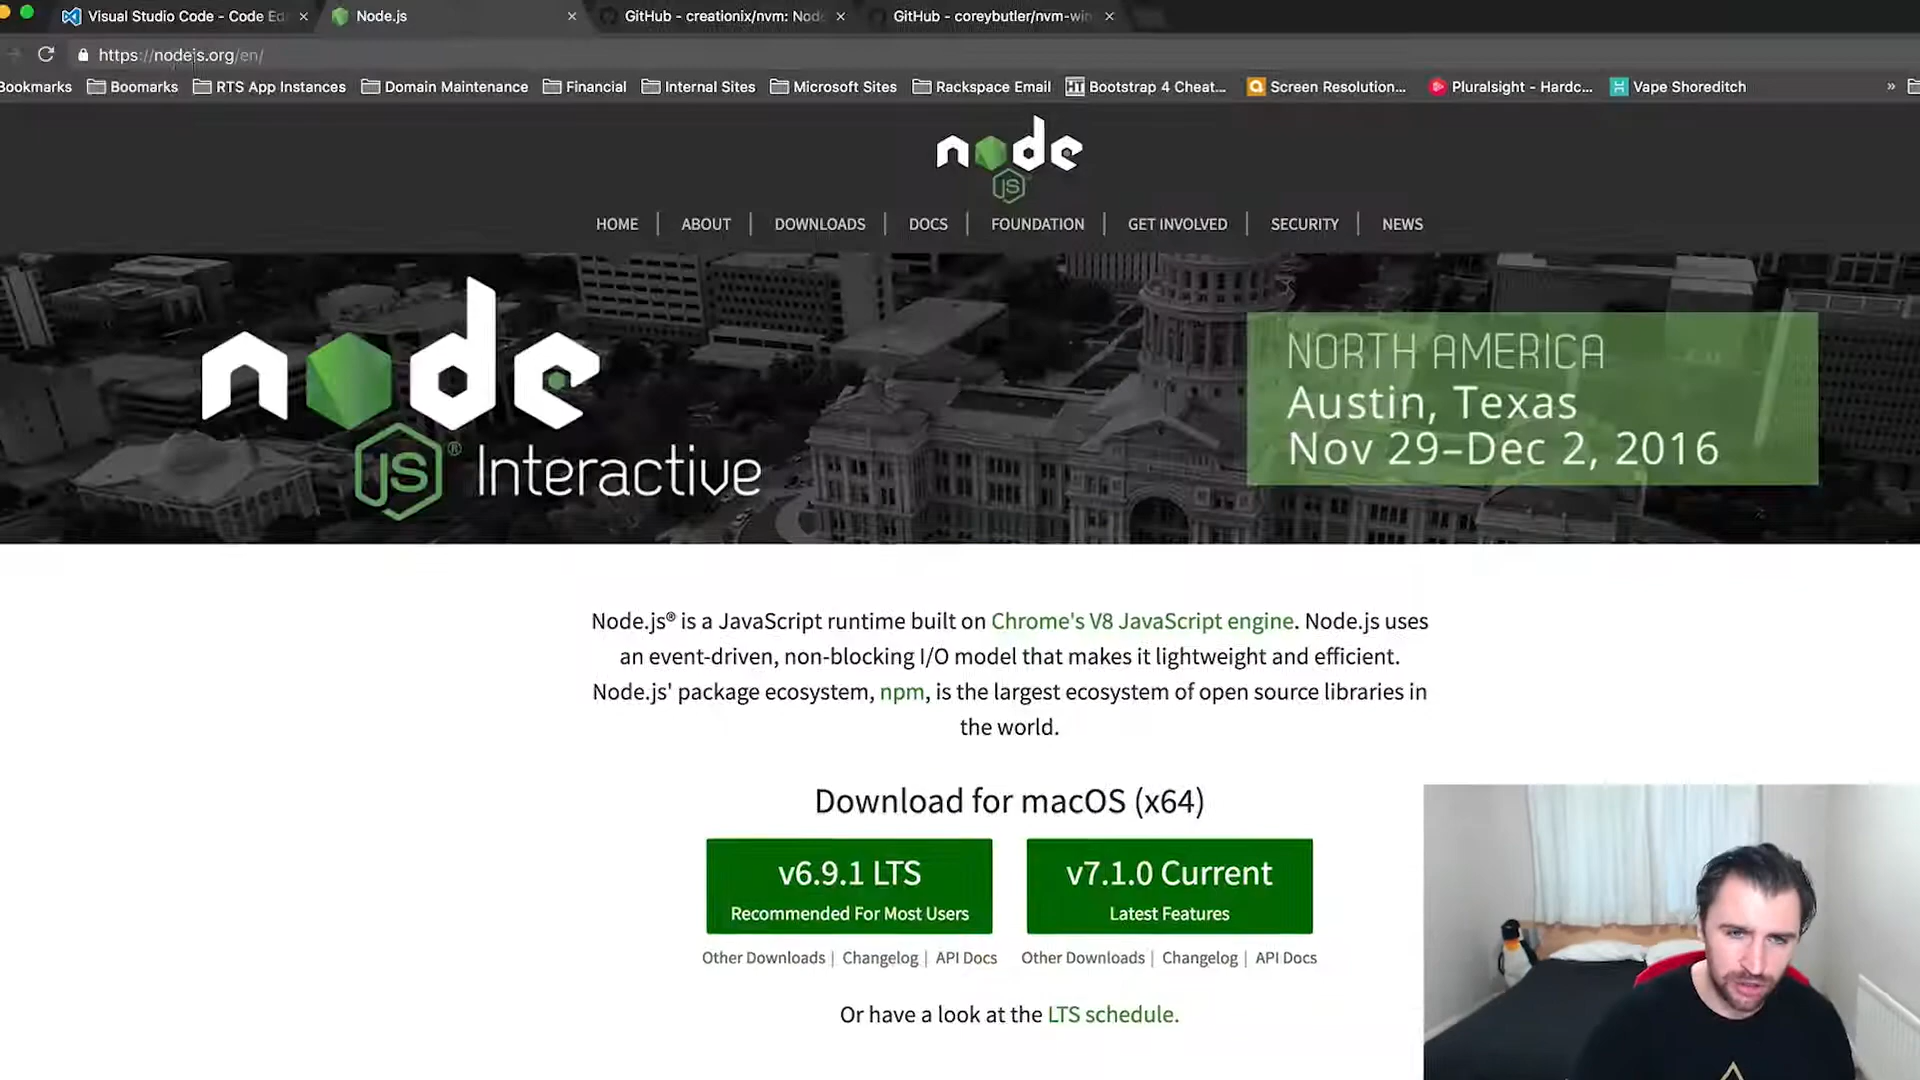 Visual Studio Code - Code Ed
Node.js
GitHub - creationix/nvm: Node
GitHub - coreybutler/nvm-win
https://nodejs.org/en/
Bookmarks
Boomarks
RTS App Instances
Domain Maintenance
Financial
Internal Sites
Microsoft Sites
Rackspace Email
Bootstrap 4 Cheat...
Screen Resolution...
Pluralsight - Hardc...
Vape Shoreditch
»
node
JS
HOME | ABOUT | DOWNLOADS | DOCS | FOUNDATION | GET INVOLVED | SECURITY | NEWS
node
JS® Interactive
NORTH AMERICA
Austin, Texas
Nov 29–Dec 2, 2016
Node.js® is a JavaScript runtime built on Chrome's V8 JavaScript engine. Node.js uses
an event-driven, non-blocking I/O model that makes it lightweight and efficient.
Node.js' package ecosystem, npm, is the largest ecosystem of open source libraries in
the world.
Download for macOS (x64)
v6.9.1 LTS
Recommended For Most Users
v7.1.0 Current
Latest Features
Other Downloads | Changelog | API Docs
Other Downloads | Changelog | API Docs
Or have a look at the LTS schedule.